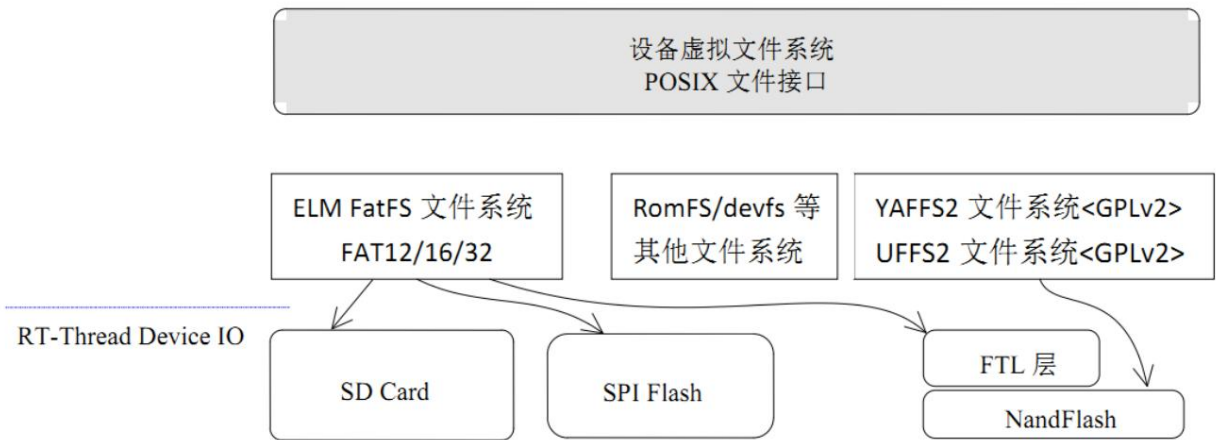 设备虚拟文件系统
POSIX 文件接口
ELM FatFS 文件系统
FAT12/16/32
RomFS/devfs 等
其他文件系统
YAFFS2 文件系统<GPLv2>
UFFS2 文件系统<GPLv2>
RT-Thread Device IO
SD Card
SPI Flash
FTL 层
NandFlash